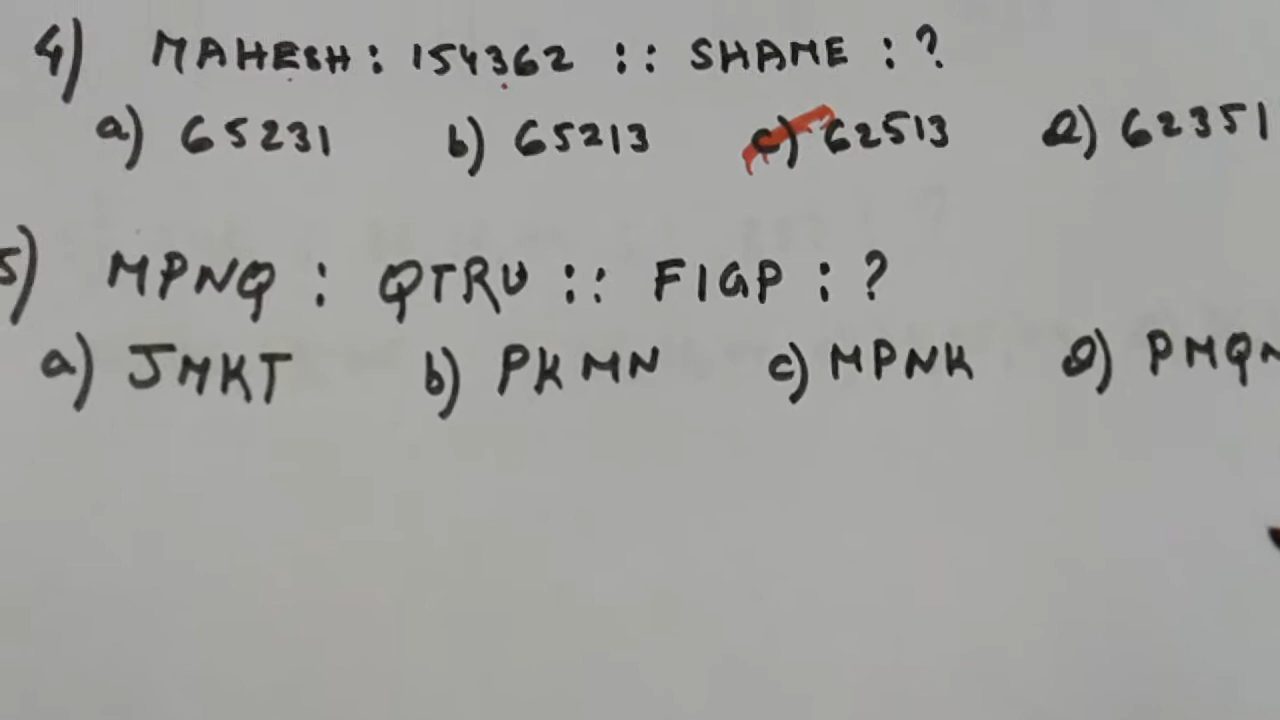 4) MAHESH : 154362 :: SHAME : ?
a) 65231 b) 65213 c) 62513 d) 62351
5) MPNQ : QTRU :: FIGP : ?
a) JMKT b) PKMN c) MPNK d)